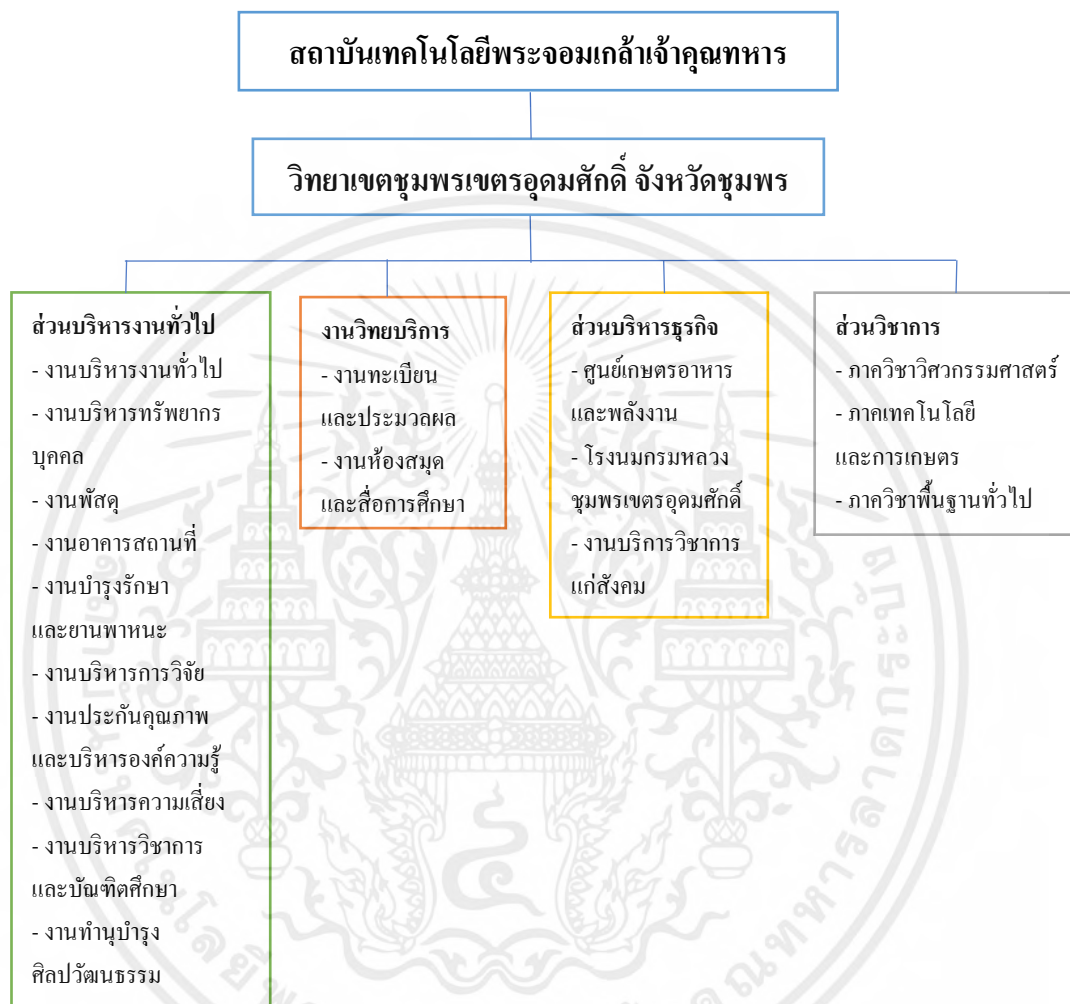 สถาบันเทคโนโลยีพระจอมเกล้าเจ้าคุณทหาร
วิทยาเขตชุมพรเขตรอุดมศักดิ์ จังหวัดชุมพร
ส่วนบริหารงานทั่วไป
- งานบริหารงานทั่วไป
- งานบริหารทรัพยากร
บุคคล
- งานพัสดุ
- งานอาคารสถานที่
- งานบำรุงรักษา
และยานพาหนะ
- งานบริหารการวิจัย
- งานประกันคุณภาพ
และบริหารองค์ความรู้
- งานบริหารความเสี่ยง
- งานบริหารวิชาการ
และบัณฑิตศึกษา
- งานทำนุบำรุง
ศิลปวัฒนธรรม
งานวิทยบริการ
- งานทะเบียน
และประมวลผล
- งานห้องสมุด
และสื่อการศึกษา
ส่วนบริหารธุรกิจ
- ศูนย์เกษตรอาหาร
และพลังงาน
- โรงนมกรมหลวง
ชุมพรเขตรอุดมศักดิ์
- งานบริการวิชาการ
แก่สังคม
ส่วนวิชาการ
- ภาควิชาวิศวกรรมศาสตร์
- ภาคเทคโนโลยี
และการเกษตร
- ภาควิชาพื้นฐานทั่วไป